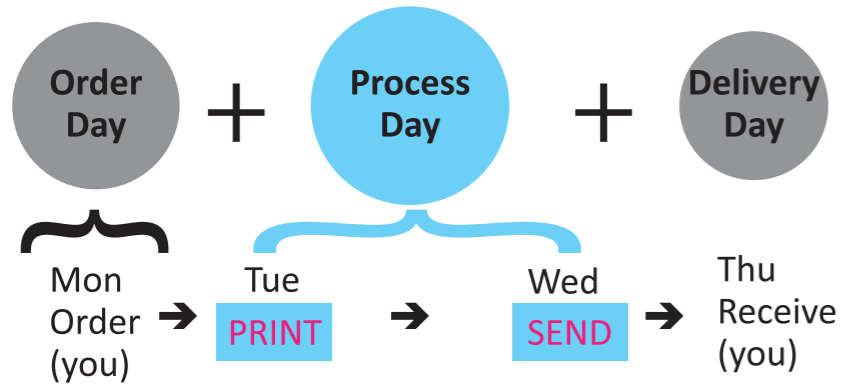 Order
Day
+
Process
Day
+
Delivery
Day
Mon
Order
(you)
Tue
PRINT
Wed
SEND
Thu
Receive
(you)